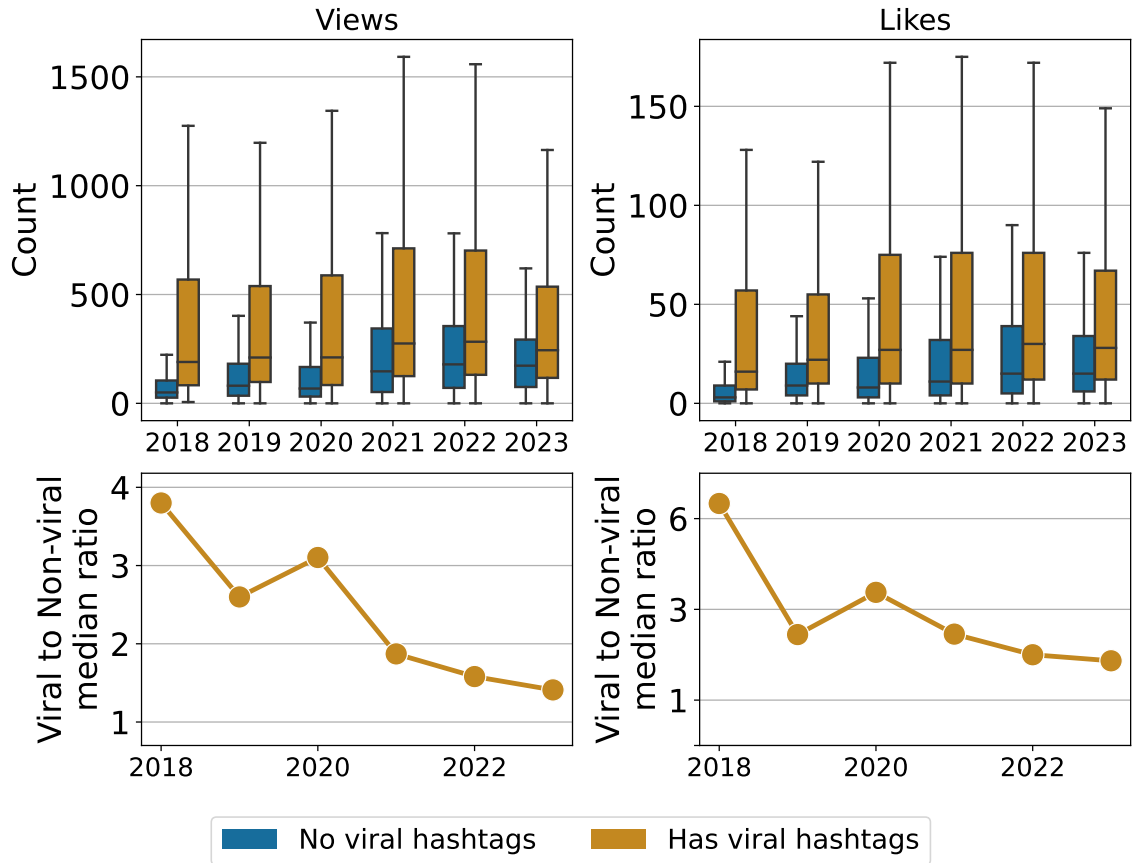 Views
Count
1500
1000
500
0
2018 2019 2020 2021 2022 2023
Likes
Count
150
100
50
0
2018 2019 2020 2021 2022 2023
Viral to Non-viral
median ratio
4
3
2
1
2018 2020 2022
Viral to Non-viral
median ratio
6
3
1
2018 2020 2022
No viral hashtags Has viral hashtags